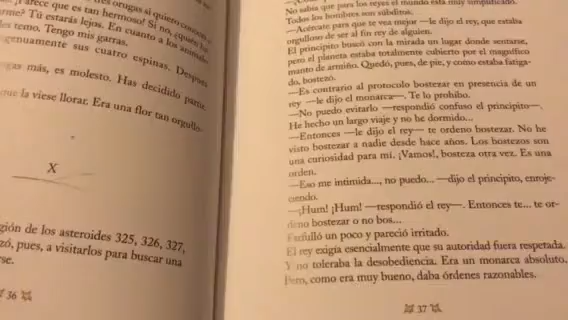 tres orugas si quiero conocer a
¡Parece que es tan hermoso! Si no, ¿quién
rme? Tú estarás lejos. En cuanto a los animales
les temo. Tengo mis garras.
genuamente sus cuatro espinas. Después
gas más, es molesto. Has decidido partir.
que la viese llorar. Era una flor tan orgullo-
X
gión de los asteroides 325, 326, 327,
zó, pues, a visitarlos para buscar una
rse.
36
No sabía que para los reyes el mundo está muy simplificado.
Todos los hombres son súbditos.
—Acércate para que te vea mejor —le dijo el rey, que estaba
orgulloso de ser al fin rey de alguien.
El principito buscó con la mirada un lugar donde sentarse,
pero el planeta estaba totalmente cubierto por el magnífico
manto de armiño. Quedó, pues, de pie, y como estaba fatiga-
do, bostezó.
—Es contrario al protocolo bostezar en presencia de un
rey —le dijo el monarca—. Te lo prohíbo.
—No puedo evitarlo —respondió confuso el principito—.
He hecho un largo viaje y no he dormido...
—Entonces —le dijo el rey— te ordeno bostezar. No he
visto bostezar a nadie desde hace años. Los bostezos son
una curiosidad para mí. ¡Vamos!, bosteza otra vez. Es una
orden.
—Eso me intimida..., no puedo... —dijo el principito, enroje-
ciendo.
—¡Hum! ¡Hum! —respondió el rey—. Entonces te... te or-
deno bostezar o no bos...
Farfulló un poco y pareció irritado.
El rey exigía esencialmente que su autoridad fuera respetada.
Y no toleraba la desobediencia. Era un monarca absoluto.
Pero, como era muy bueno, daba órdenes razonables.
37